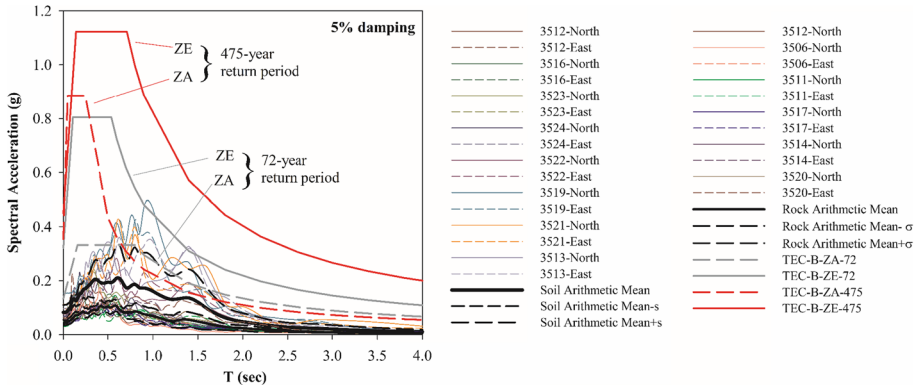 5% damping
1.2
1.0
0.8
0.6
0.4
0.2
0.0
Spectral Acceleration (g)
0.0 0.5 1.0 1.5 2.0 2.5 3.0 3.5 4.0
T (sec)
ZE
ZA
475-year
return period
ZE
ZA
72-year
return period
3512-North
3512-East
3516-North
3516-East
3523-North
3523-East
3524-North
3524-East
3522-North
3522-East
3519-North
3519-East
3521-North
3521-East
3513-North
3513-East
Soil Arithmetic Mean
Soil Arithmetic Mean-s
Soil Arithmetic Mean+s
3512-North
3506-North
3506-East
3511-North
3511-East
3517-North
3517-East
3514-North
3514-East
3520-North
3520-East
Rock Arithmetic Mean
Rock Arithmetic Mean- σ
Rock Arithmetic Mean+σ
TEC-B-ZA-72
TEC-B-ZE-72
TEC-B-ZA-475
TEC-B-ZE-475